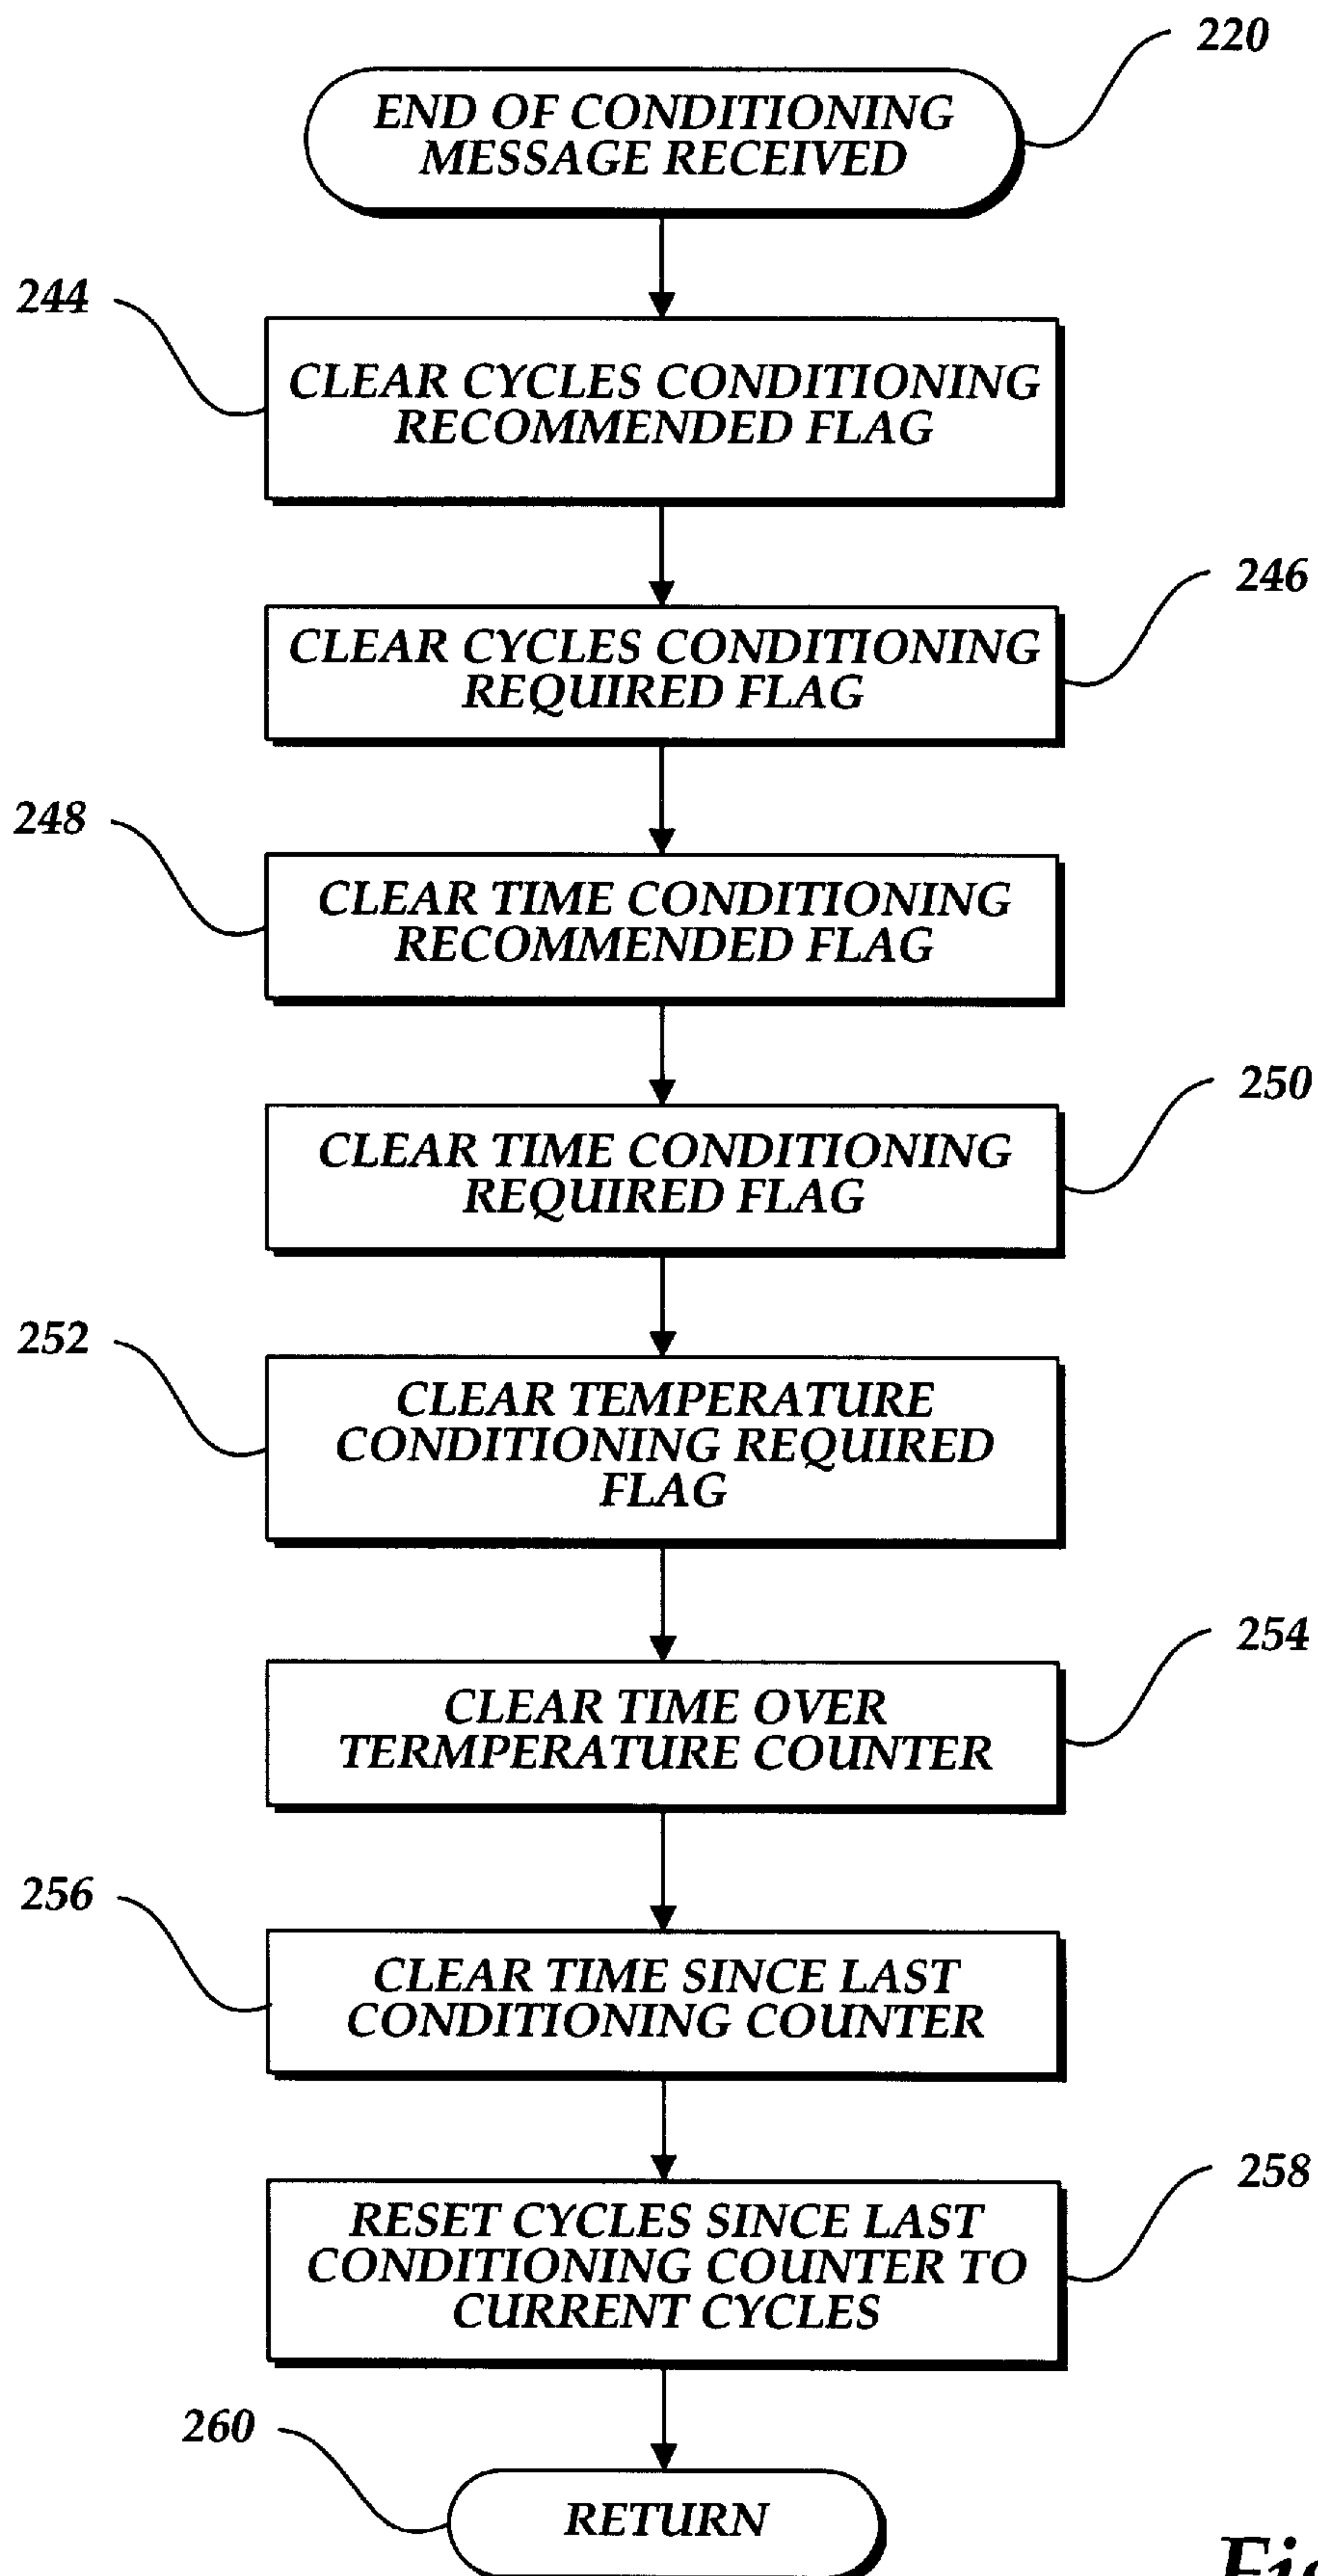 220
END OF CONDITIONING
MESSAGE RECEIVED
244
CLEAR CYCLES CONDITIONING
RECOMMENDED FLAG
246
CLEAR CYCLES CONDITIONING
REQUIRED FLAG
248
CLEAR TIME CONDITIONING
RECOMMENDED FLAG
250
CLEAR TIME CONDITIONING
REQUIRED FLAG
252
CLEAR TEMPERATURE
CONDITIONING REQUIRED
FLAG
254
CLEAR TIME OVER
TERMPERATURE COUNTER
256
CLEAR TIME SINCE LAST
CONDITIONING COUNTER
258
RESET CYCLES SINCE LAST
CONDITIONING COUNTER TO
CURRENT CYCLES
260
RETURN